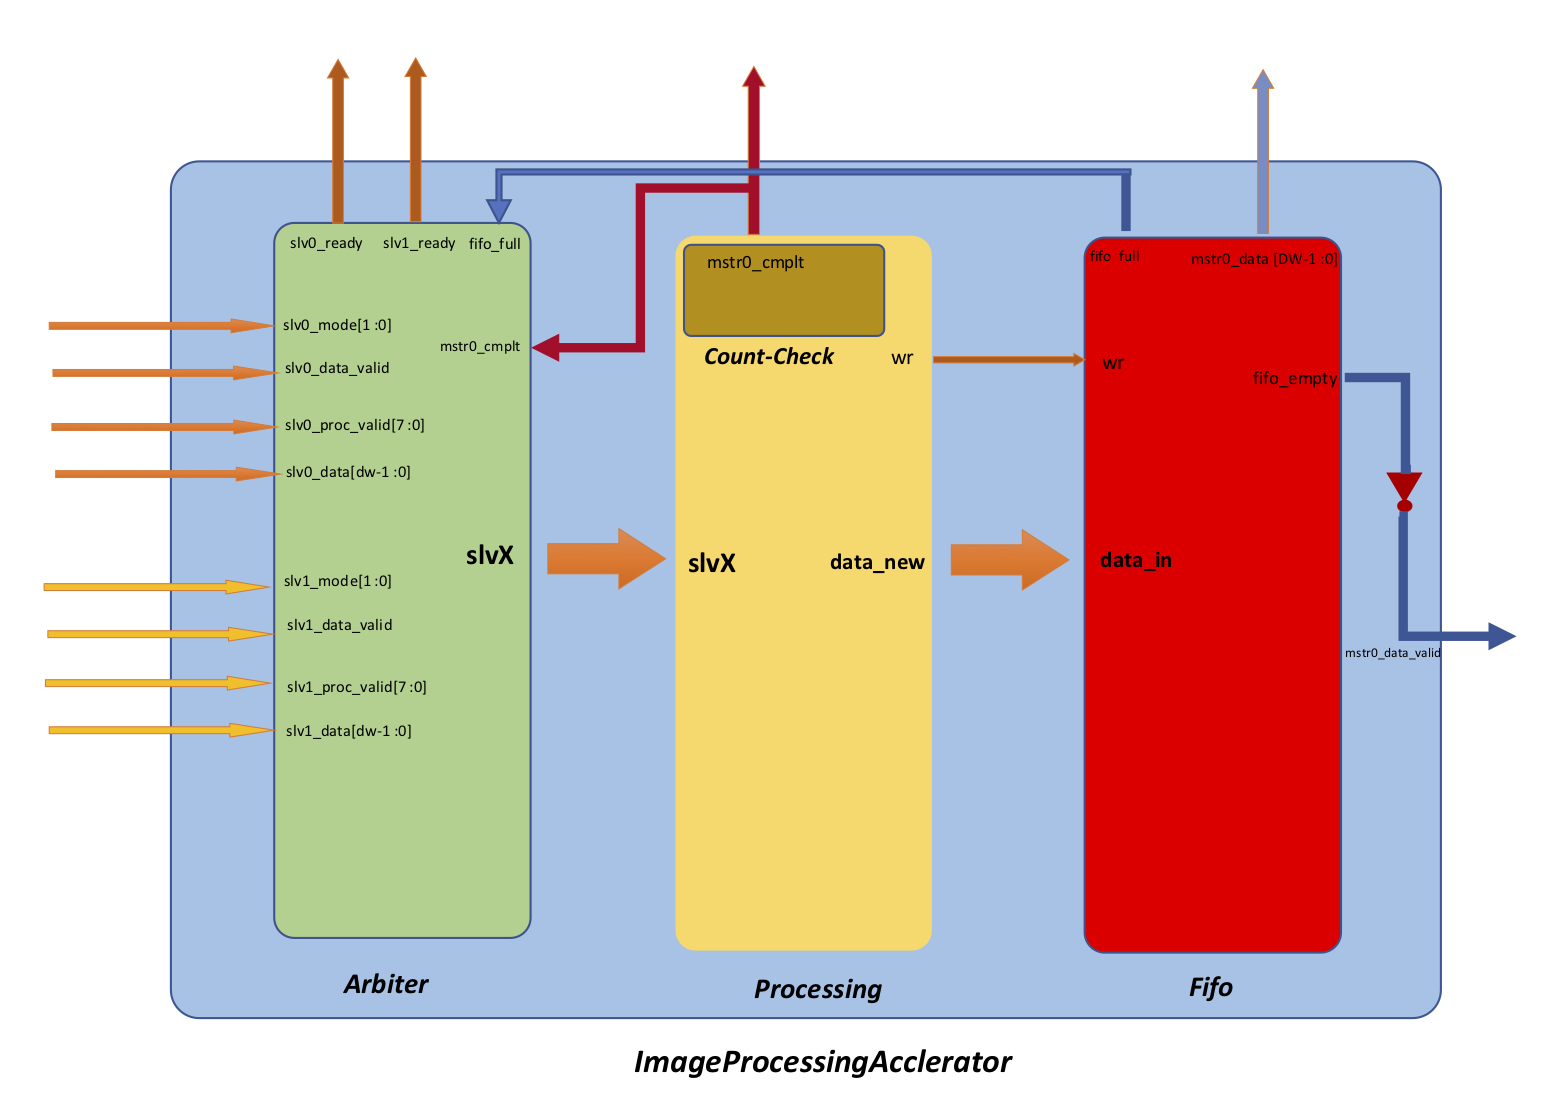 slv0_ready
slv1_ready
fifo_full
slv0_mode[1 :0]
mstr0_cmplt
slv0_data_valid
slv0_proc_valid[7 :0]
slv0_data[dw-1 :0]
slvX
slv1_mode[1 :0]
slv1_data_valid
slv1_proc_valid[7 :0]
slv1_data[dw-1 :0]
Arbiter
mstr0_cmplt
Count-Check
wr
slvX
data_new
Processing
fifo_full
mstr0_data [DW-1 :0]
wr
fifo_empty
data_in
Fifo
mstr0_data_valid
ImageProcessingAcclerator